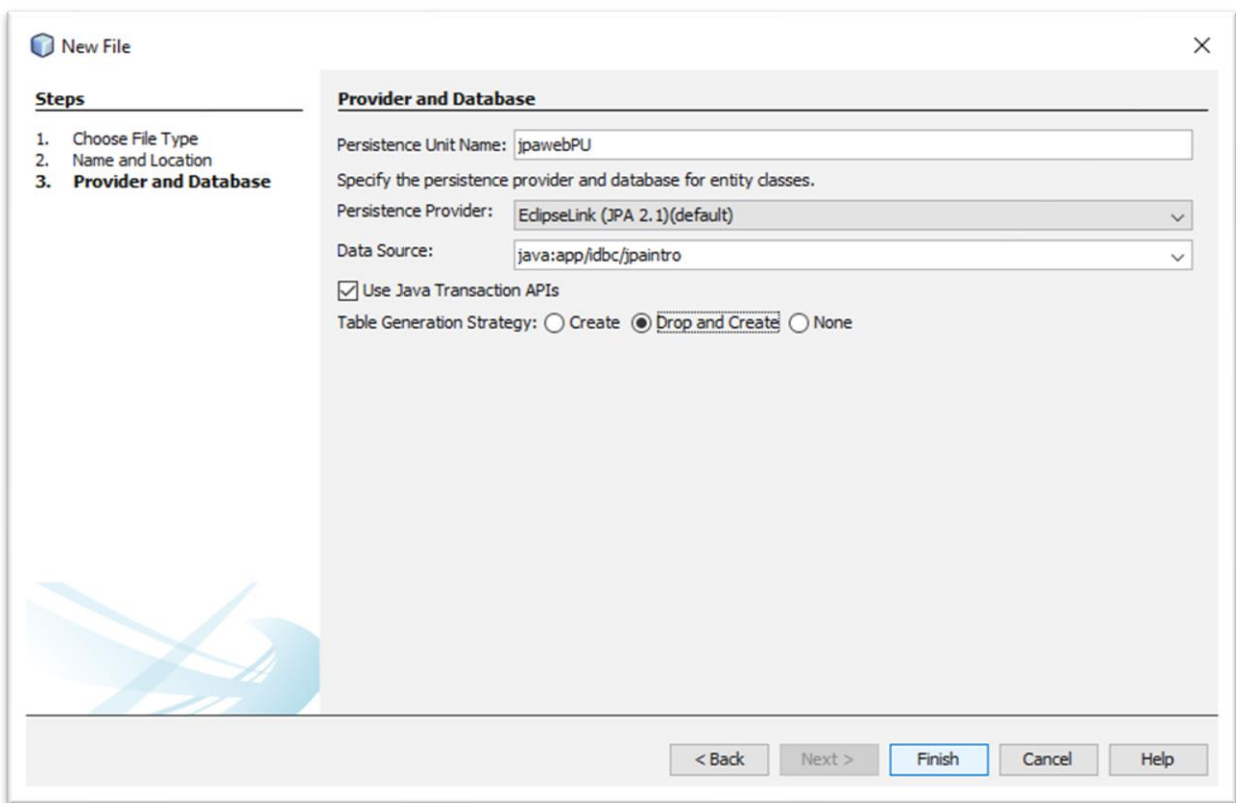 New File
Steps
1. Choose File Type
2. Name and Location
3. Provider and Database
Provider and Database
Persistence Unit Name: jpawebPU
Specify the persistence provider and database for entity classes.
Persistence Provider: EclipseLink (JPA 2.1)(default)
Data Source: java:app/idbc/jpaintro
Use Java Transaction APIs
Table Generation Strategy: Create Drop and Create None
< Back Next > Finish Cancel Help